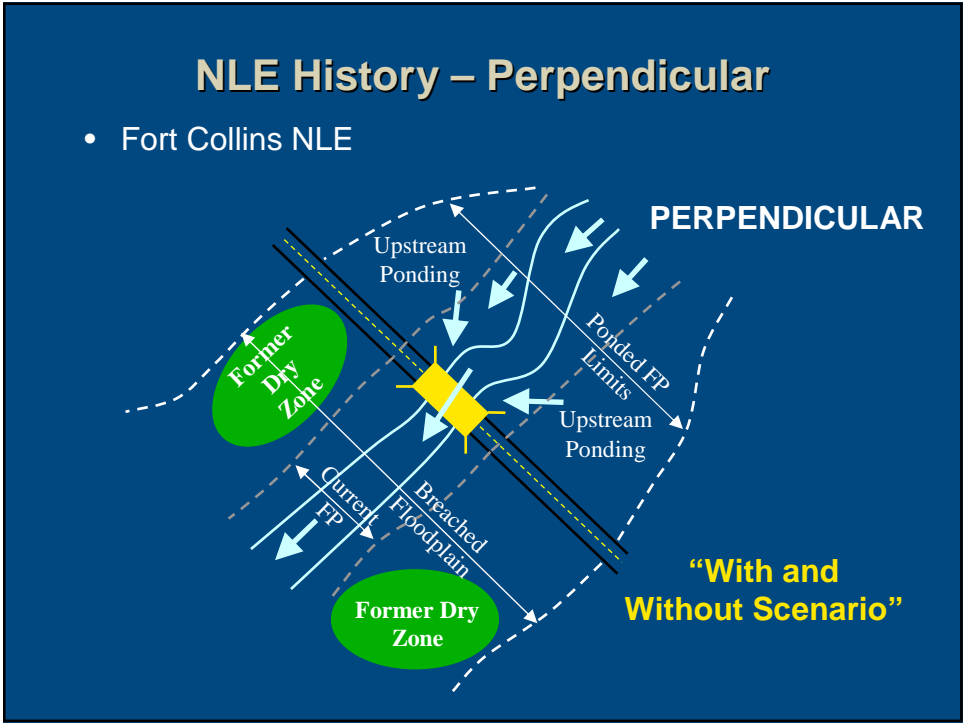 NLE History – Perpendicular
• Fort Collins NLE
PERPENDICULAR
Upstream
Ponding
Ponded FP
Limits
Former
Dry
Zone
Upstream
Ponding
Current
FP
Breached
Floodplain
Former Dry
Zone
“With and
Without Scenario”